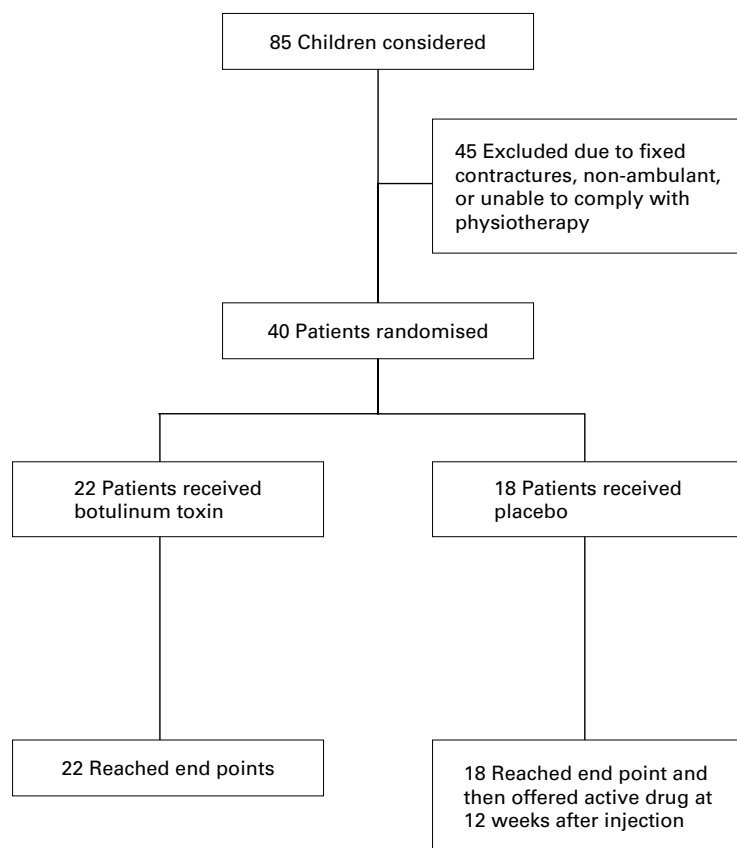 85 Children considered
45 Excluded due to fixed
contractures, non-ambulant,
or unable to comply with
physiotherapy
40 Patients randomised
22 Patients received
botulinum toxin
18 Patients received
placebo
22 Reached end points
18 Reached end point and
then offered active drug at
12 weeks after injection